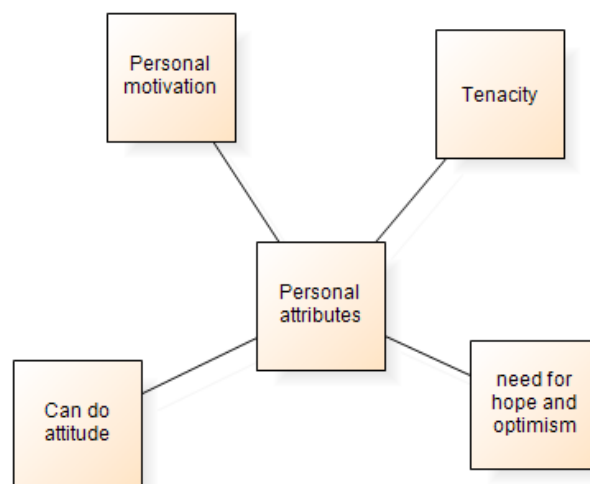 Personal
motivation
Tenacity
Personal
attributes
Can do
attitude
need for
hope and
optimism